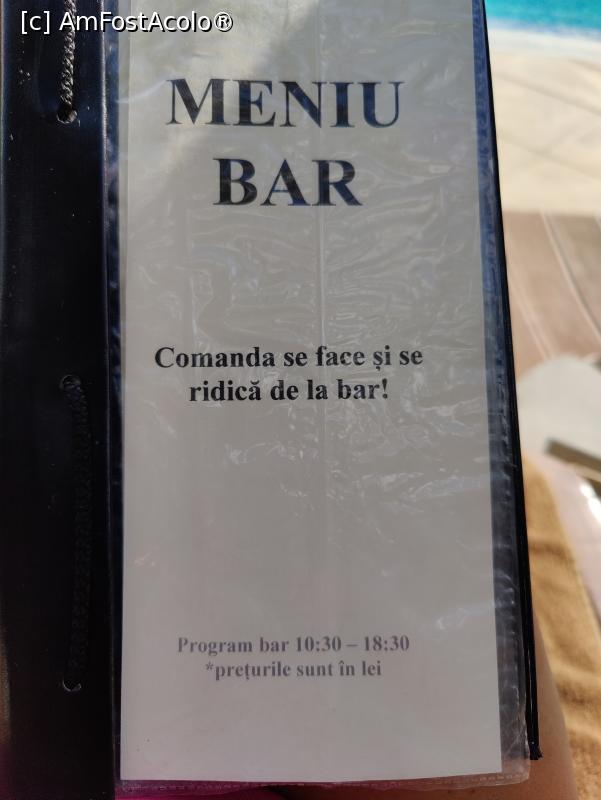 [c] AmFostAcolo®
MENIU
BAR
Comanda se face și se
ridică de la bar!
Program bar 10:30 – 18:30
*prețurile sunt în lei